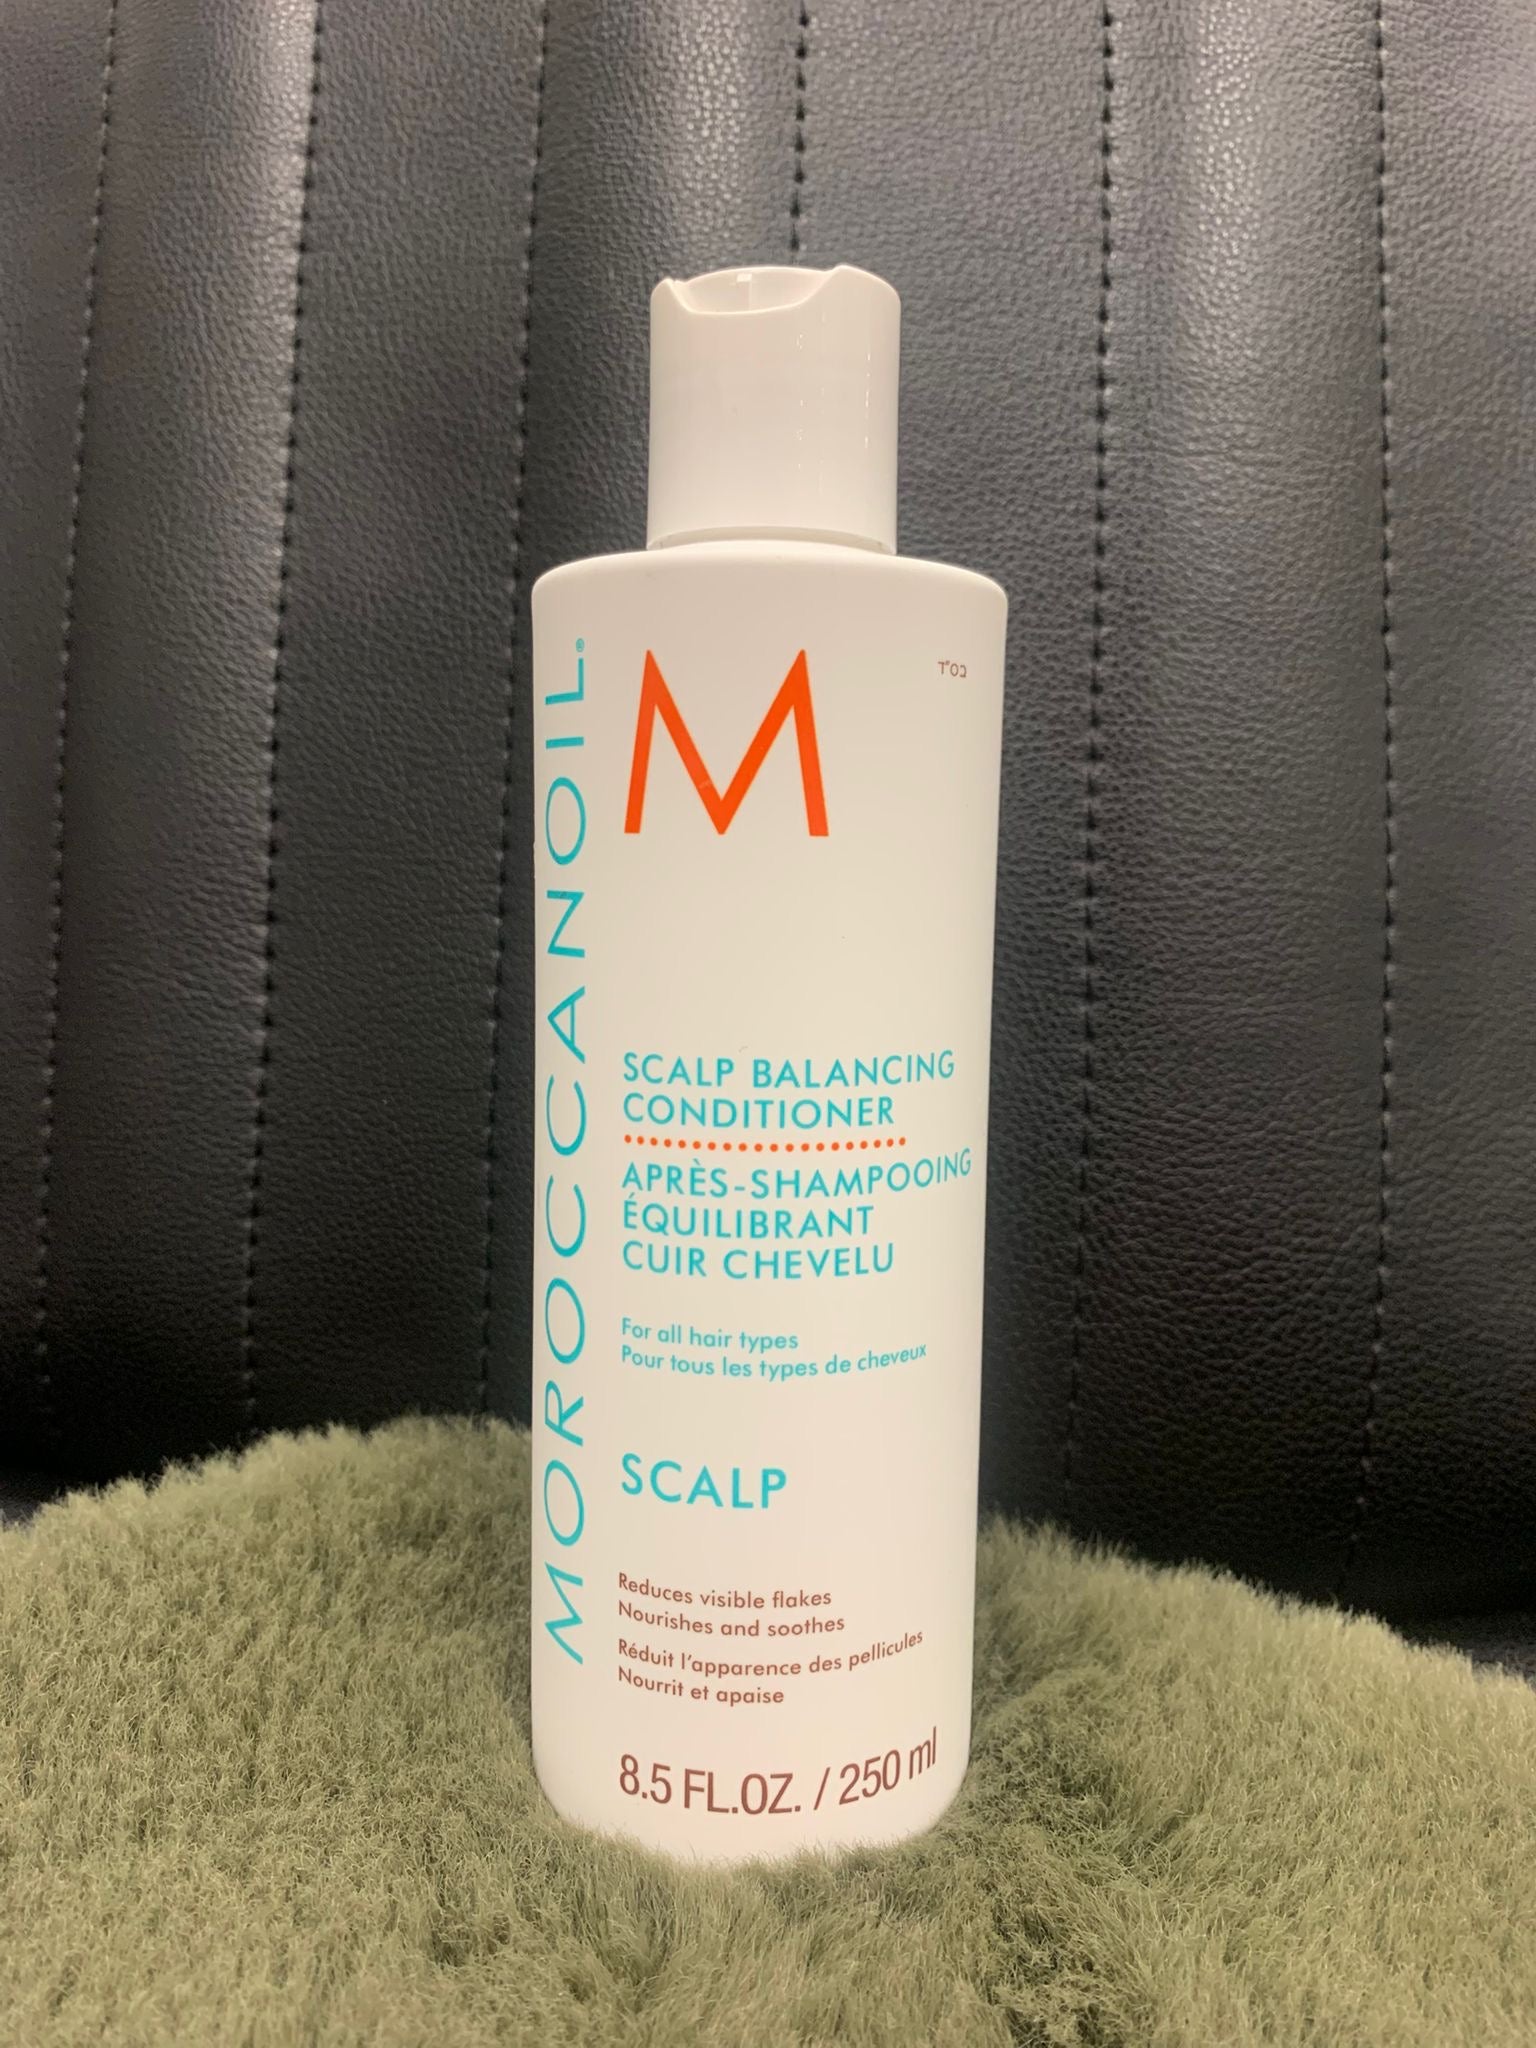 MOROCCANOIL®
M
בס"ד
SCALP BALANCING
CONDITIONER
APRÈS-SHAMPOOING
ÉQUILIBRANT
CUIR CHEVELU
For all hair types
Pour tous les types de cheveux
SCALP
Reduces visible flakes
Nourishes and soothes
Réduit l'apparence des pellicules
Nourrit et apaise
8.5 FL.OZ. / 250 ml